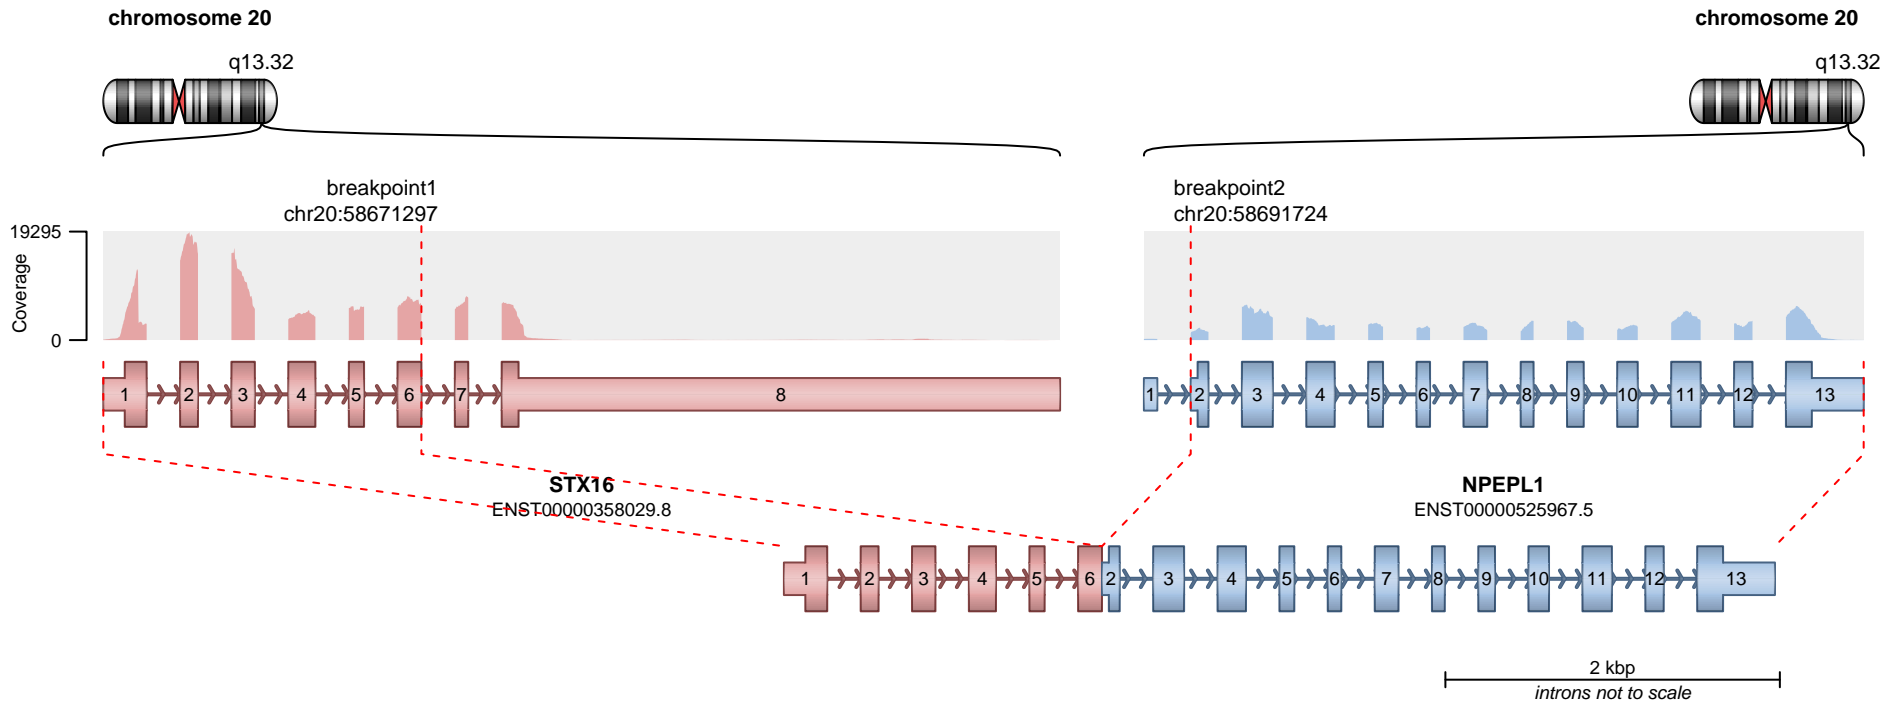 chromosome 20
chromosome 20
q13.32
q13.32
breakpoint1
chr20:58671297
breakpoint2
chr20:58691724
19295
Coverage
0
1 2 3 4 5 6 7 8
1 2 3 4 5 6 7 8 9 10 11 12 13
STX16
ENST00000358029.8
NPEPL1
ENST00000525967.5
1 2 3 4 5 6 2 3 4 5 6 7 8 9 10 11 12 13
2 kbp
introns not to scale